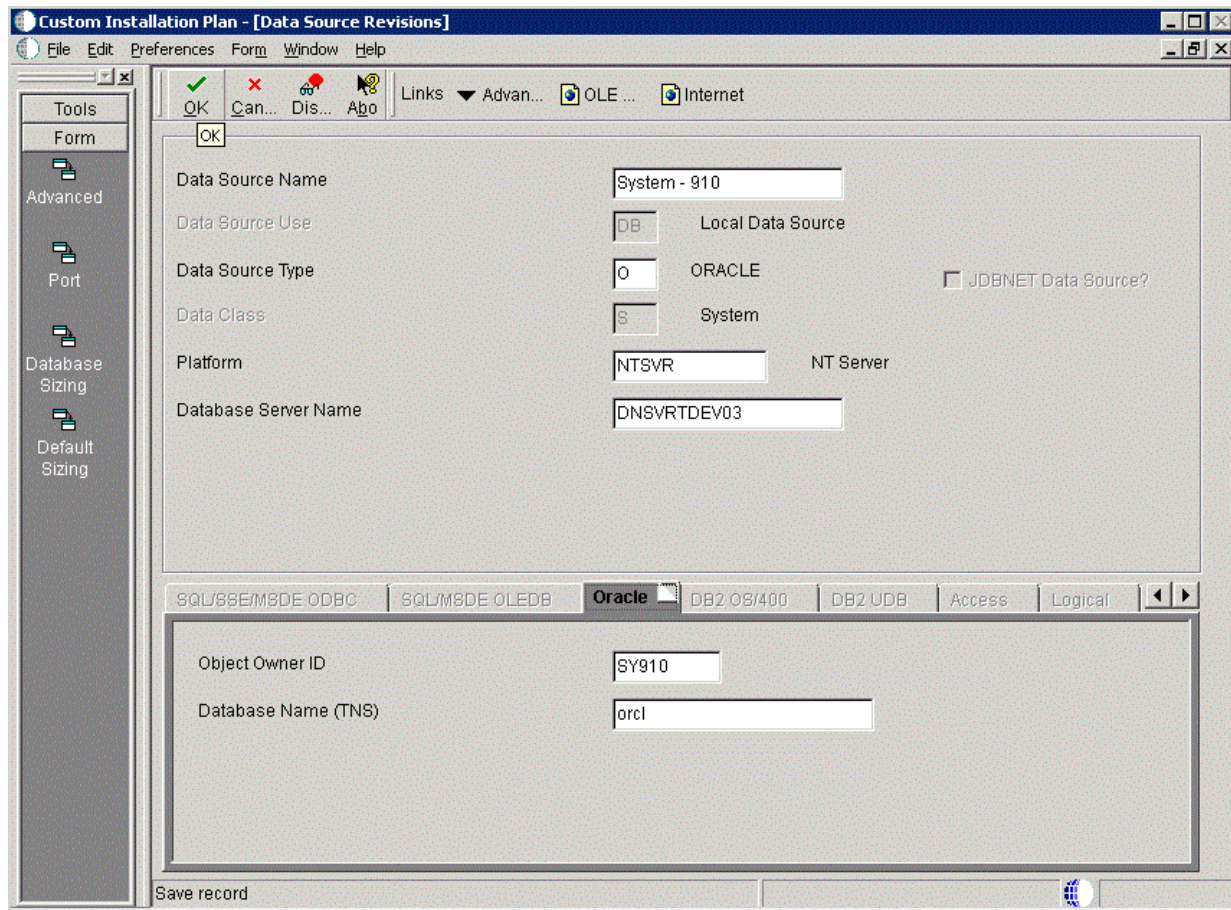 Custom Installation Plan - [Data Source Revisions]
File Edit Preferences Form Window Help
Tools
Form
Advanced
Port
Database
Sizing
Default
Sizing
OK Can... Dis... Abo Links Advan... OLE ... Internet
OK
Data Source Name System - 910
Data Source Use DB Local Data Source
Data Source Type O ORACLE JDBNET Data Source?
Data Class S System
Platform NTSVR NT Server
Database Server Name DNSVRTDEV03
SQL/SSE/MSDE ODBC SQL/MSDE OLEDB Oracle DB2 OS/400 DB2 UDB Access Logical
Object Owner ID SY910
Database Name (TNS) orcl
Save record